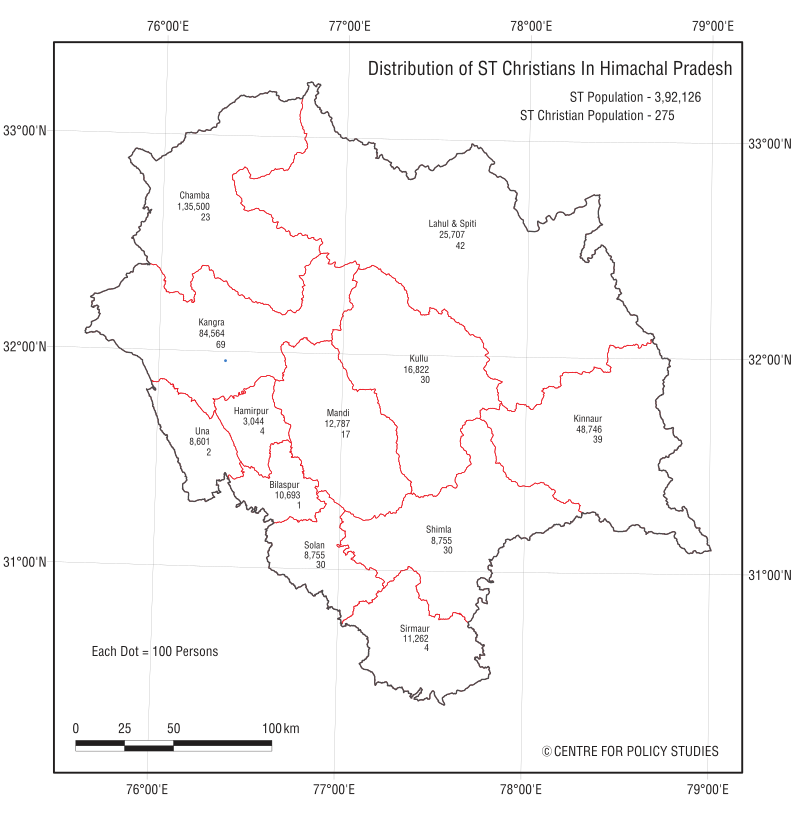 76°00'E 77°00'E 78°00'E 79°00'E
Distribution of ST Christians In Himachal Pradesh
ST Population - 3,92,126
ST Christian Population - 275
33°00'N 33°00'N
Chamba
1,35,500
23
Lahul & Spiti
25,707
42
Kangra
84,564
69
32°00'N 32°00'N
Kullu
16,822
30
Hamirpur
3,044
4
Mandi
12,787
17
Kinnaur
48,746
39
Una
8,601
2
Bilaspur
10,693
1
Shimla
8,755
30
Solan
8,755
30
31°00'N 31°00'N
Sirmaur
11,262
4
Each Dot = 100 Persons
0 25 50 100 km
© CENTRE FOR POLICY STUDIES
76°00'E 77°00'E 78°00'E 79°00'E